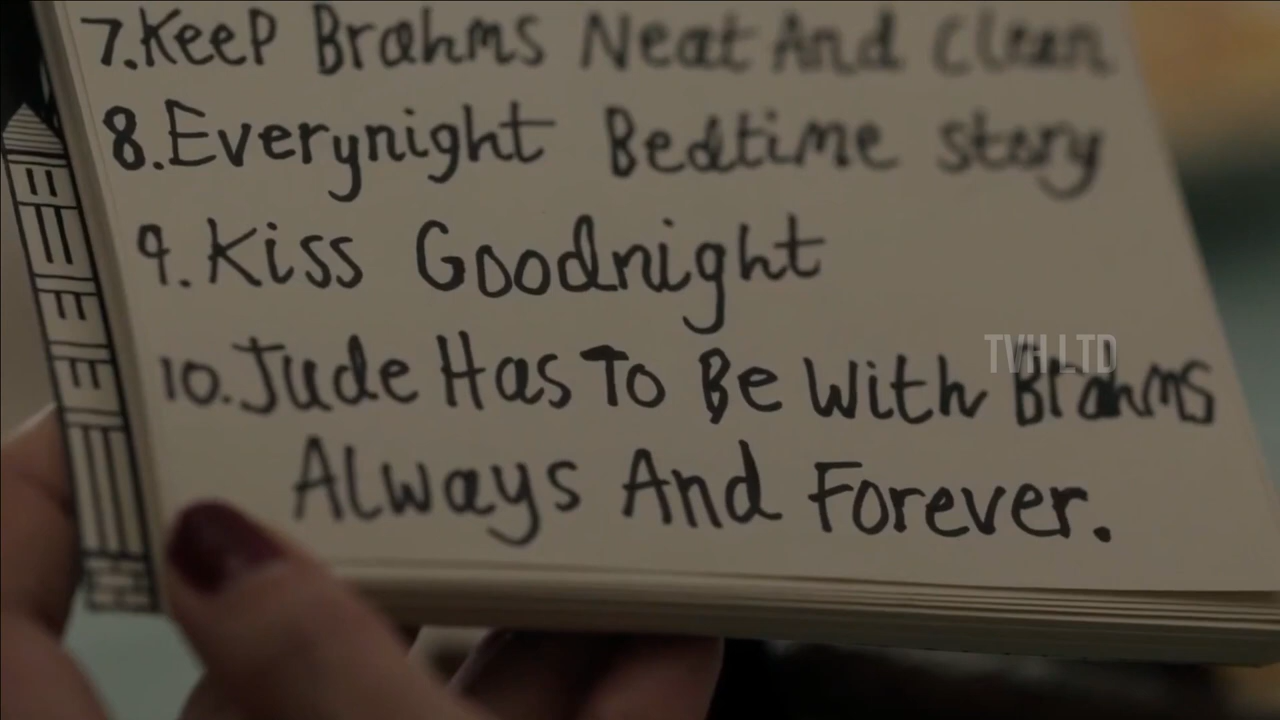 7.Keep Brahms Neat And Clean
8.Everynight Bedtime story
9.Kiss Goodnight
10.Jude Has To Be With Brahms
TVH LTD
Always And Forever.